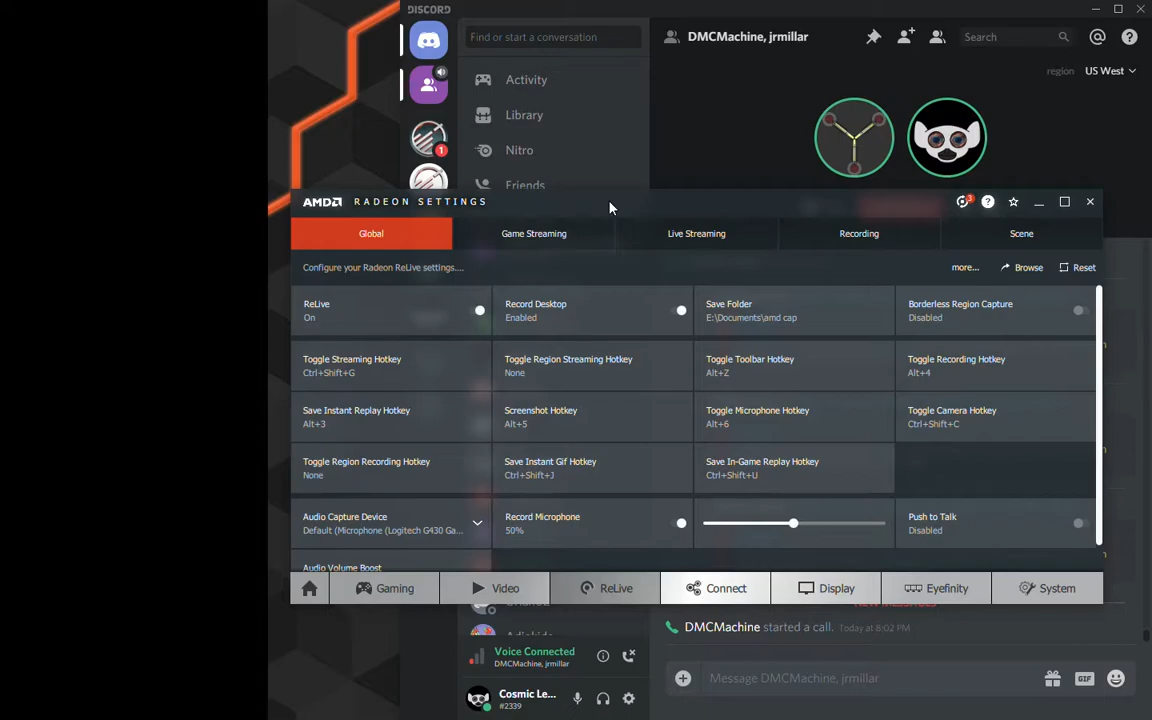 DISCORD
Find or start a conversation
DMCMachine, jrmillar
Search
region US West
Activity
Library
Nitro
Friends
1
AMD RADEON SETTINGS
3
Global
Game Streaming
Live Streaming
Recording
Scene
Configure your Radeon ReLive settings....
more...
Browse
Reset
ReLive
On
Record Desktop
Enabled
Save Folder
E:\Documents\amd cap
Borderless Region Capture
Disabled
Toggle Streaming Hotkey
Ctrl+Shift+G
Toggle Region Streaming Hotkey
None
Toggle Toolbar Hotkey
Alt+Z
Toggle Recording Hotkey
Alt+4
Save Instant Replay Hotkey
Alt+3
Screenshot Hotkey
Alt+5
Toggle Microphone Hotkey
Alt+6
Toggle Camera Hotkey
Ctrl+Shift+C
Toggle Region Recording Hotkey
None
Save Instant Gif Hotkey
Ctrl+Shift+J
Save In-Game Replay Hotkey
Ctrl+Shift+U
Audio Capture Device
Default (Microphone (Logitech G430 Ga...
Record Microphone
50%
Push to Talk
Disabled
Audio Volume Boost
Gaming
Video
ReLive
Connect
Display
Eyefinity
System
NEW MESSAGES
DMCMachine started a call. Today at 8:02 PM
Voice Connected
DMCMachine, jrmillar
Cosmic Le...
#2339
Message DMCMachine, jrmillar
GIF